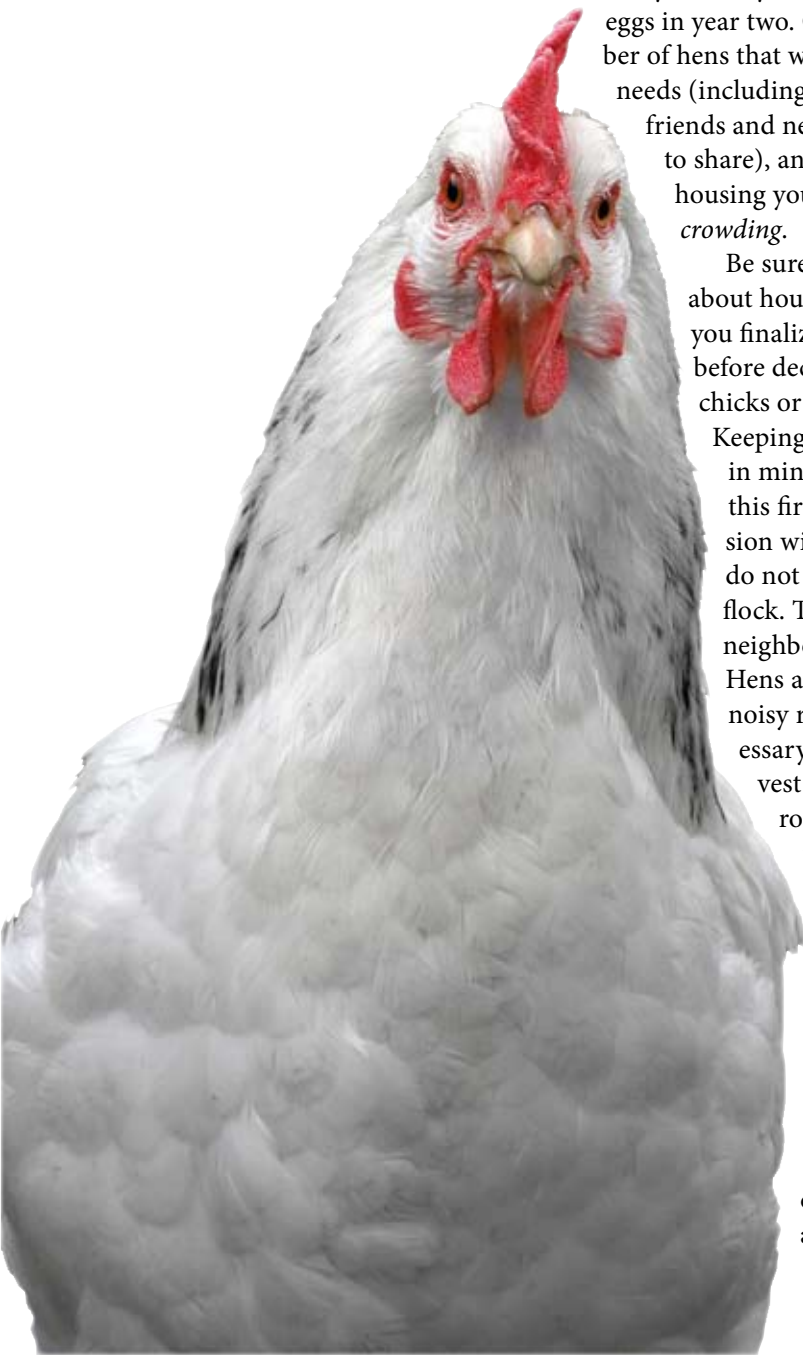 eggs in year two.
ber of hens that w
needs (including
friends and ne
to share), an
housing you
crowding.
Be sure
about hou
you finaliz
before dec
chicks or
Keeping
in min
this fir
sion wi
do not
flock. T
neighbo
Hens a
noisy r
essary
vest
ro
a